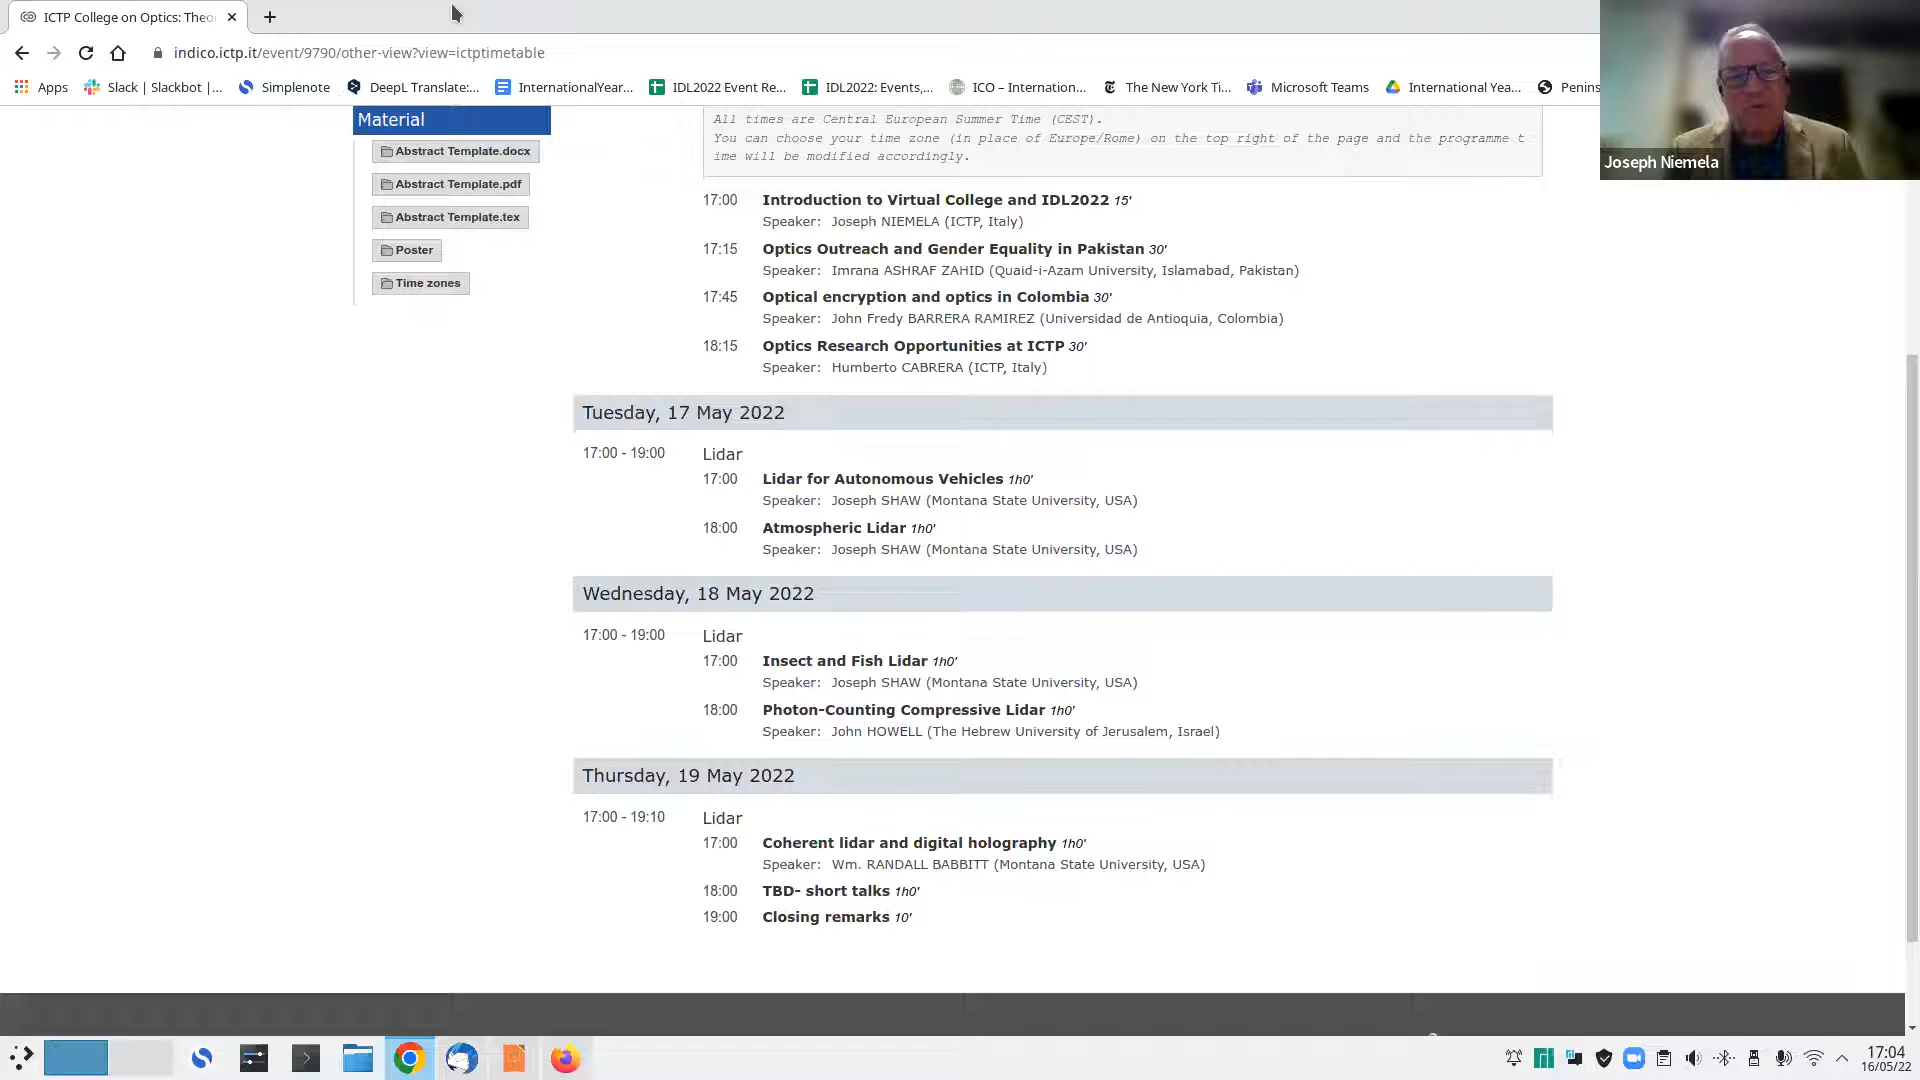 ICTP College on Optics: Theo
indico.ictp.it/event/9790/other-view?view=ictptimetable
Apps
Slack | Slackbot |...
Simplenote
DeepL Translate:...
InternationalYear...
IDL2022 Event Re...
IDL2022: Events,...
ICO – Internation...
The New York Ti...
Microsoft Teams
International Yea...
Penins
Joseph Niemela
Material
Abstract Template.docx
Abstract Template.pdf
Abstract Template.tex
Poster
Time zones
All times are Central European Summer Time (CEST).
You can choose your time zone (in place of Europe/Rome) on the top right of the page and the programme t
ime will be modified accordingly.
17:00 Introduction to Virtual College and IDL2022 15'
Speaker: Joseph NIEMELA (ICTP, Italy)
17:15 Optics Outreach and Gender Equality in Pakistan 30'
Speaker: Imrana ASHRAF ZAHID (Quaid-i-Azam University, Islamabad, Pakistan)
17:45 Optical encryption and optics in Colombia 30'
Speaker: John Fredy BARRERA RAMIREZ (Universidad de Antioquia, Colombia)
18:15 Optics Research Opportunities at ICTP 30'
Speaker: Humberto CABRERA (ICTP, Italy)
Tuesday, 17 May 2022
17:00 - 19:00 Lidar
17:00 Lidar for Autonomous Vehicles 1h0'
Speaker: Joseph SHAW (Montana State University, USA)
18:00 Atmospheric Lidar 1h0'
Speaker: Joseph SHAW (Montana State University, USA)
Wednesday, 18 May 2022
17:00 - 19:00 Lidar
17:00 Insect and Fish Lidar 1h0'
Speaker: Joseph SHAW (Montana State University, USA)
18:00 Photon-Counting Compressive Lidar 1h0'
Speaker: John HOWELL (The Hebrew University of Jerusalem, Israel)
Thursday, 19 May 2022
17:00 - 19:10 Lidar
17:00 Coherent lidar and digital holography 1h0'
Speaker: Wm. RANDALL BABBITT (Montana State University, USA)
18:00 TBD- short talks 1h0'
19:00 Closing remarks 10'
17:04
16/05/22